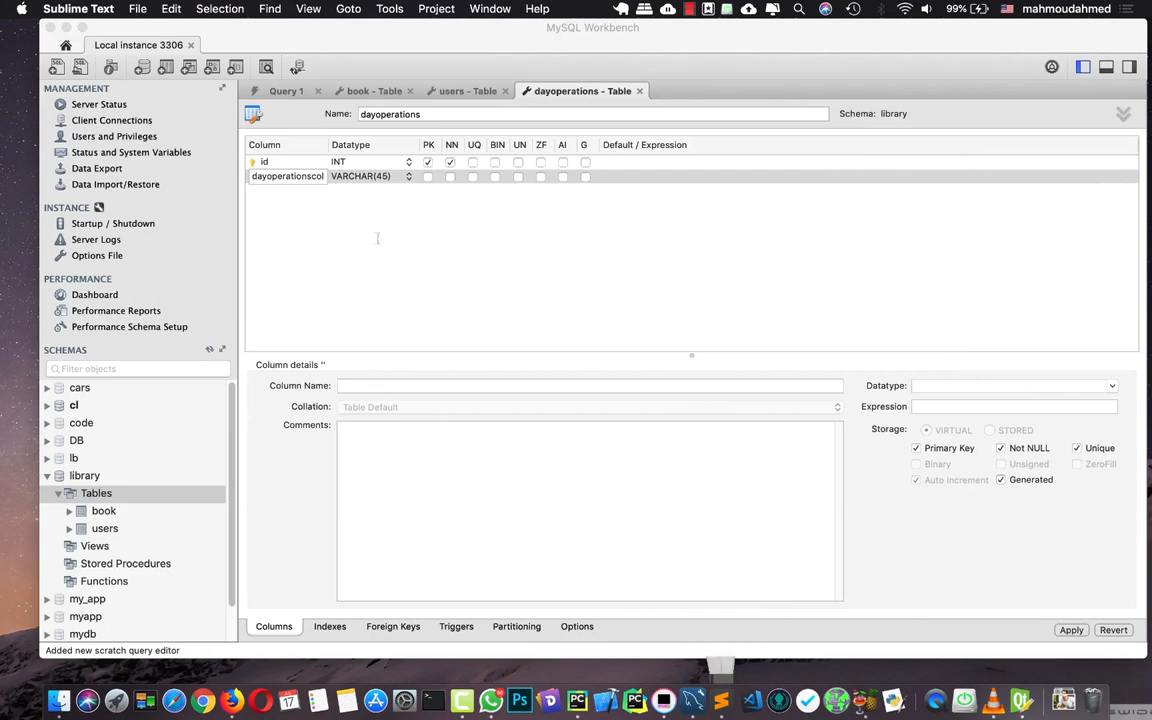 Sublime Text File Edit Selection Find View Goto Tools Project Window Help 99% mahmoudahmed
MySQL Workbench
Local instance 3306
MANAGEMENT
Server Status
Client Connections
Users and Privileges
Status and System Variables
Data Export
Data Import/Restore
INSTANCE
Startup / Shutdown
Server Logs
Options File
PERFORMANCE
Dashboard
Performance Reports
Performance Schema Setup
SCHEMAS
Filter objects
cars
cl
code
DB
lb
library
Tables
book
users
Views
Stored Procedures
Functions
my_app
myapp
mydb
Added new scratch query editor
Query 1 book - Table users - Table dayoperations - Table
Name: dayoperations Schema: library
Column Datatype PK NN UQ BIN UN ZF AI G Default / Expression
id INT
dayoperationscol VARCHAR(45)
Column details ''
Column Name: Datatype:
Collation: Table Default Expression
Comments: Storage: VIRTUAL STORED
Primary Key Not NULL Unique
Binary Unsigned ZeroFill
Auto Increment Generated
Columns Indexes Foreign Keys Triggers Partitioning Options Apply Revert